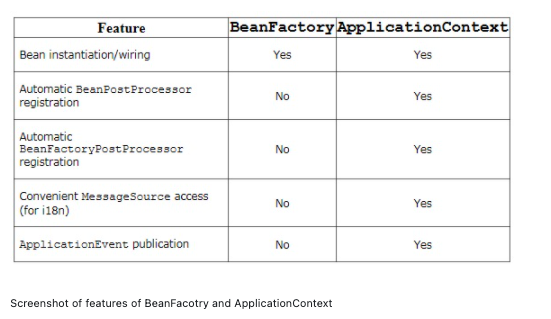 Feature BeanFactory ApplicationContext
Bean instantiation/wiring Yes Yes
Automatic BeanPostProcessor
registration No Yes
Automatic
BeanFactoryPostProcessor
registration No Yes
Convenient MessageSource access
(for i18n) No Yes
ApplicationEvent publication No Yes
Screenshot of features of BeanFacotry and ApplicationContext